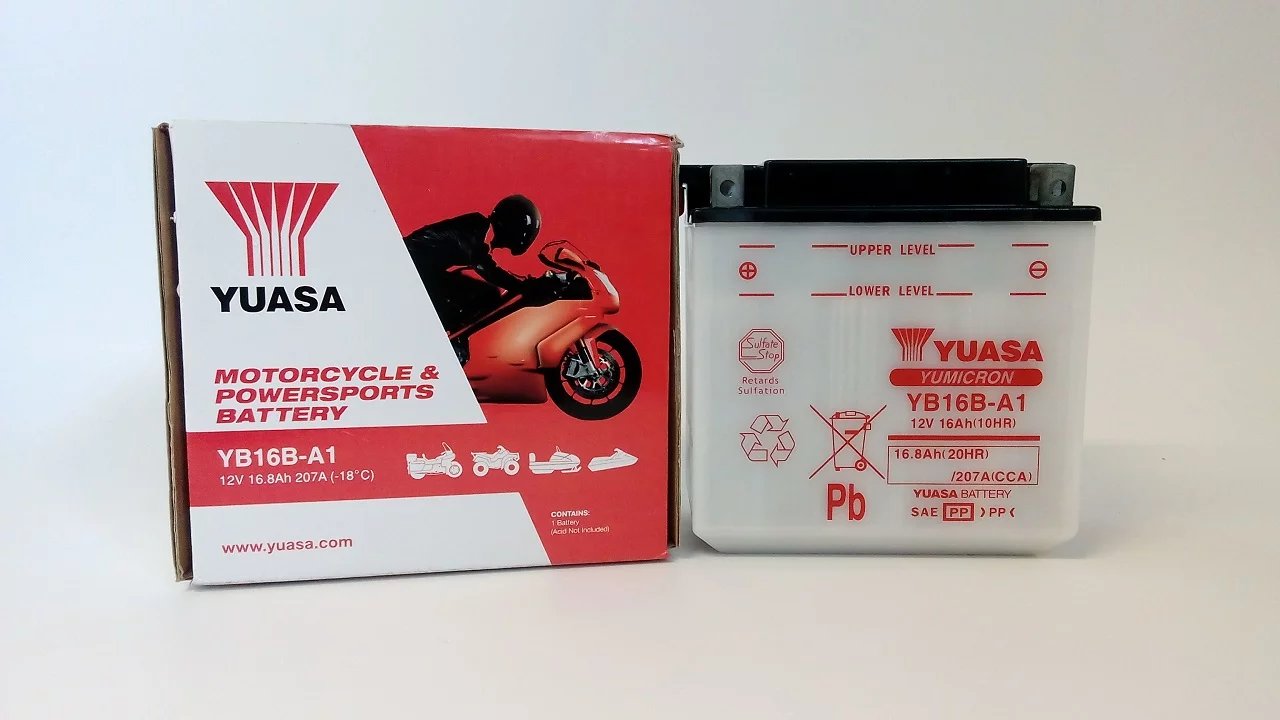 YUASA
MOTORCYCLE &
POWERSPORTS
BATTERY
YB16B-A1
12V 16.8Ah 207A (-18°C)
CONTAINS:
1 Battery
(Acid Not Included)
www.yuasa.com
UPPER LEVEL
LOWER LEVEL
Sulfate
Stop
Retards
Sulfation
YUASA
YUMICRON
YB16B-A1
12V 16Ah(10HR)
16.8Ah(20HR)
/207A(CCA)
Pb
YUASA BATTERY
SAE PP >PP<